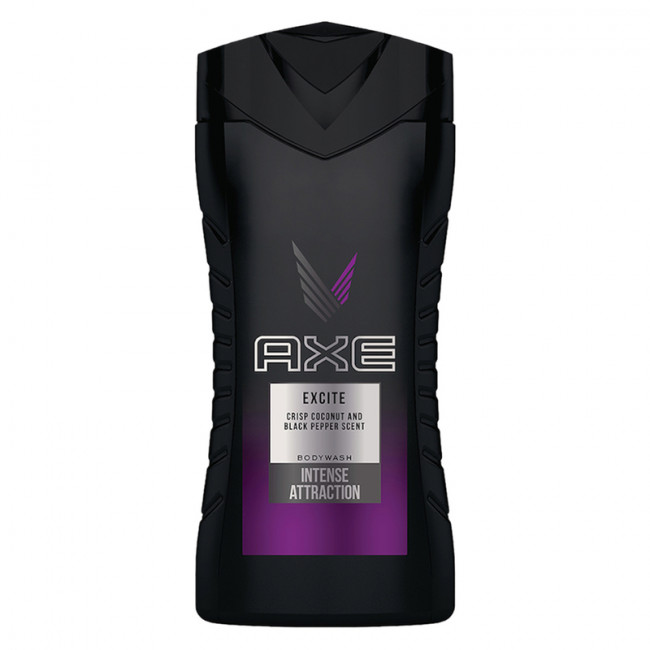 AXE
EXCITE
CRISP COCONUT AND
BLACK PEPPER SCENT
BODYWASH
INTENSE
ATTRACTION